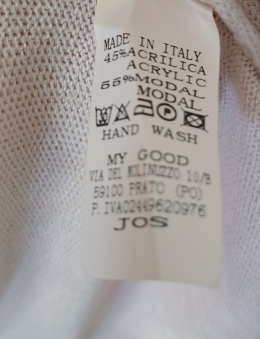 MADE IN ITALY
45%ACRILICA
ACRYLIC
55%MODAL
MODAL
HAND WASH
MY GOOD
VIA DEL MOLINUZZO 10/8
59100 PRATO (PO)
P.IVA02449620976
JOS